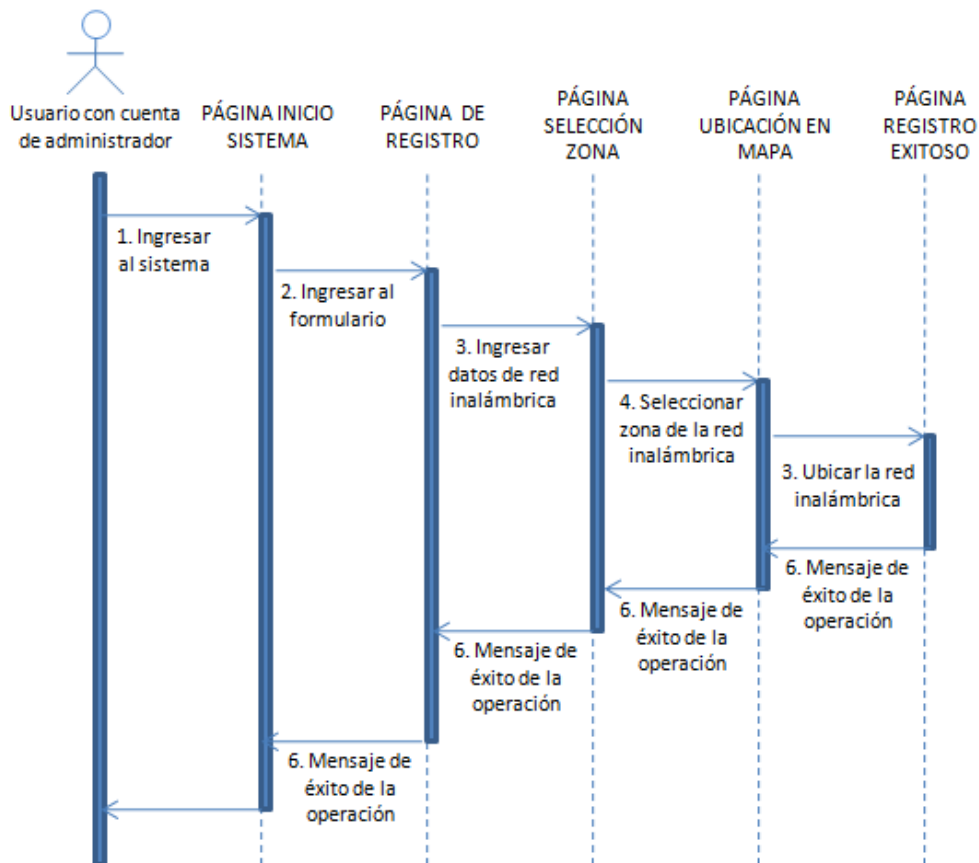 Usuario con cuenta
de administrador
PÁGINA INICIO
SISTEMA
PÁGINA DE
REGISTRO
PÁGINA
SELECCIÓN
ZONA
PÁGINA
UBICACIÓN EN
MAPA
PÁGINA
REGISTRO
EXITOSO
1. Ingresar
al sistema
2. Ingresar al
formulario
3. Ingresar
datos de red
inalámbrica
4. Seleccionar
zona de la red
inalámbrica
3. Ubicar la red
inalámbrica
6. Mensaje de
éxito de la
operación
6. Mensaje de
éxito de la
operación
6. Mensaje de
éxito de la
operación
6. Mensaje de
éxito de la
operación